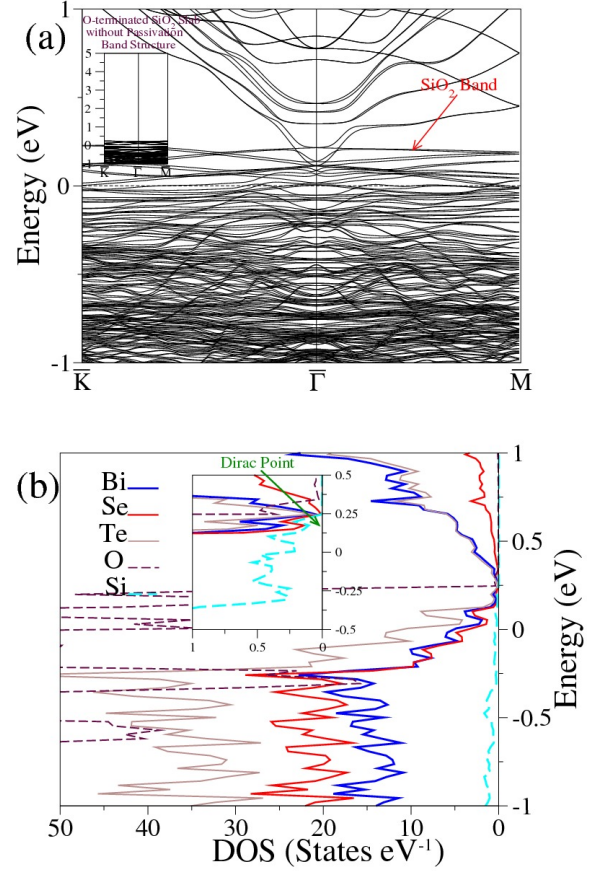 O-terminated SiO2 Slab
without Passivation
Band Structure
(a)
5
4
3
2
1
0
-1
K̅ Γ̅ M̅
SiO2 Band
1
0
-1
Energy (eV)
K̅ Γ̅ M̅
(b)
Bi
Se
Te
O
Si
Dirac Point
0.5
0.25
0
-0.25
-0.5
1 0.5 0
1
0.5
0
-0.5
-1
Energy (eV)
50 40 30 20 10 0
DOS (States eV-1)